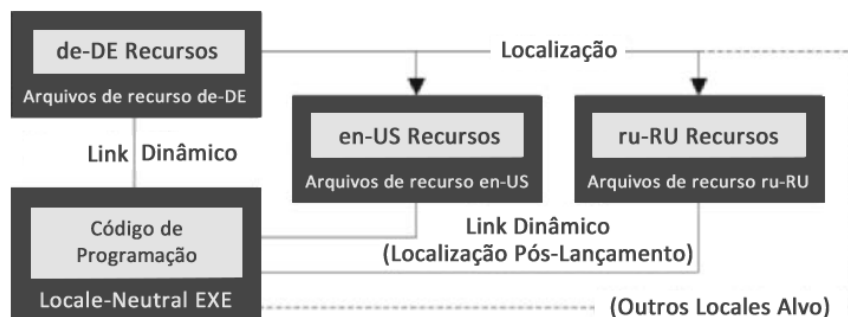 de-DE Recursos
Arquivos de recurso de-DE
Localização
en-US Recursos
Arquivos de recurso en-US
ru-RU Recursos
Arquivos de recurso ru-RU
Link Dinâmico
Código de
Programação
Locale-Neutral EXE
Link Dinâmico
(Localização Pós-Lançamento)
(Outros Locales Alvo)